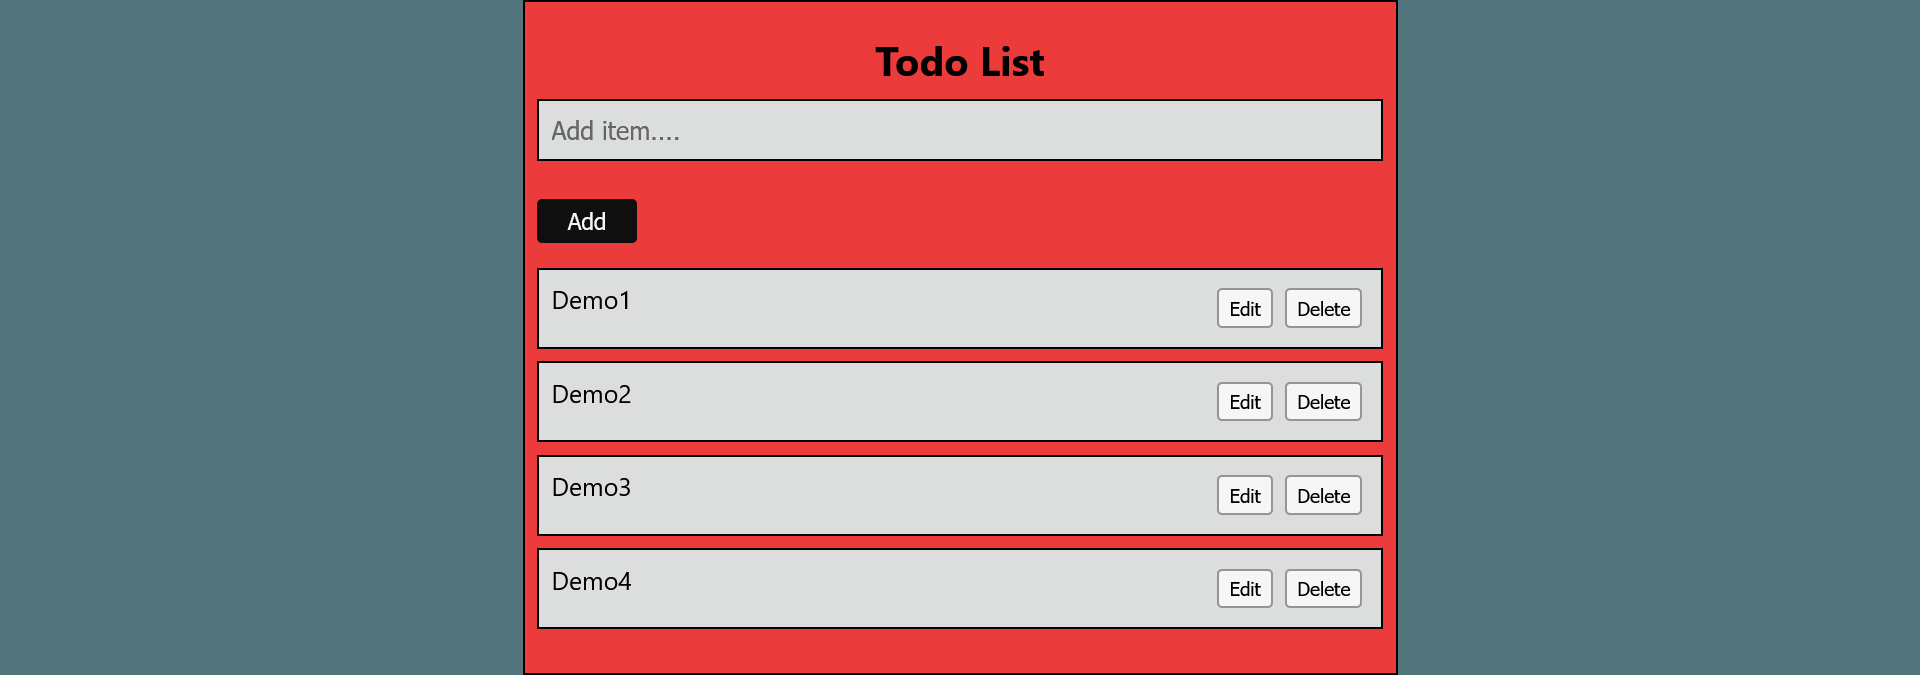 Todo List
Add item....
Add
Demo1 Edit Delete
Demo2 Edit Delete
Demo3 Edit Delete
Demo4 Edit Delete